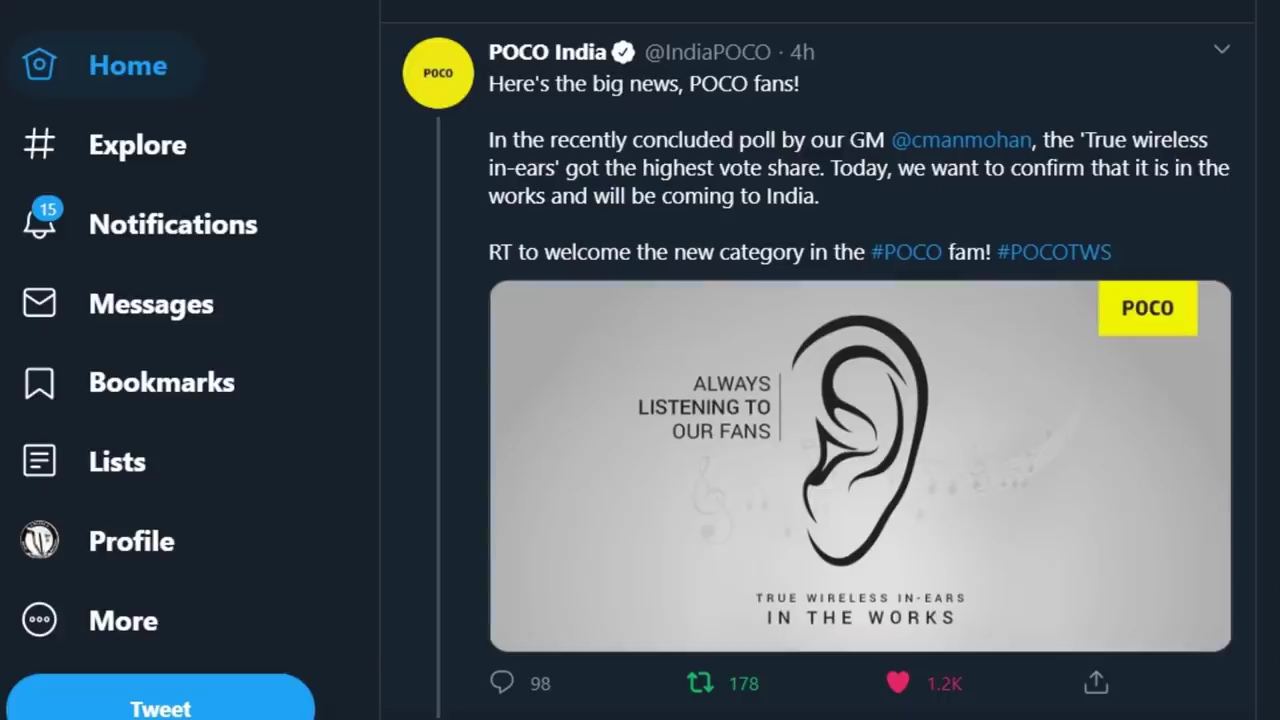 Home
Explore
15
Notifications
Messages
Bookmarks
Lists
Profile
More
Tweet
POCO
POCO India @IndiaPOCO · 4h
Here's the big news, POCO fans!
In the recently concluded poll by our GM @cmanmohan, the 'True wireless
in-ears' got the highest vote share. Today, we want to confirm that it is in the
works and will be coming to India.
RT to welcome the new category in the #POCO fam! #POCOTWS
POCO
ALWAYS
LISTENING TO
OUR FANS
TRUE WIRELESS IN-EARS
IN THE WORKS
98
178
1.2K